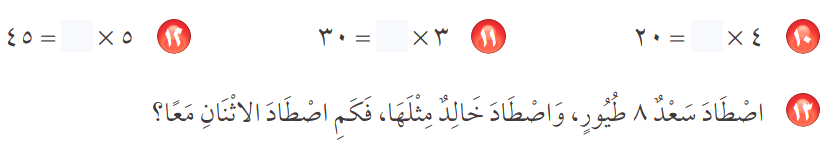 ١٠ ٤ × = ٢٠ ١١ ٣ × = ٣٠ ١٢ ٥ × = ٤٥
١٣ اصْطَادَ سَعْدٌ ٨ طُيُورٍ، وَاصْطَادَ خَالِدٌ مِثْلَهَا، فَكَمِ اصْطَادَ الاثْنَانِ مَعًا؟